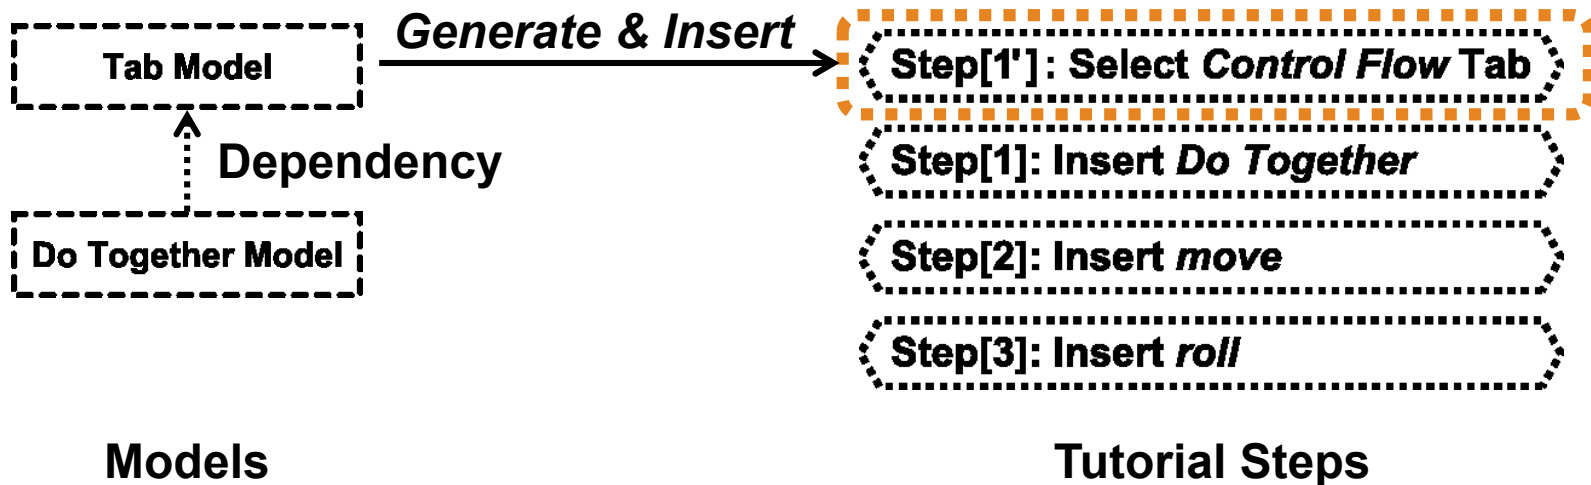 Tab Model
Generate & Insert
Step[1'] : Select Control Flow Tab
Dependency
Step[1]: Insert Do Together
Do Together Model
Step[2]: Insert move
Step[3]: Insert roll
Models
Tutorial Steps